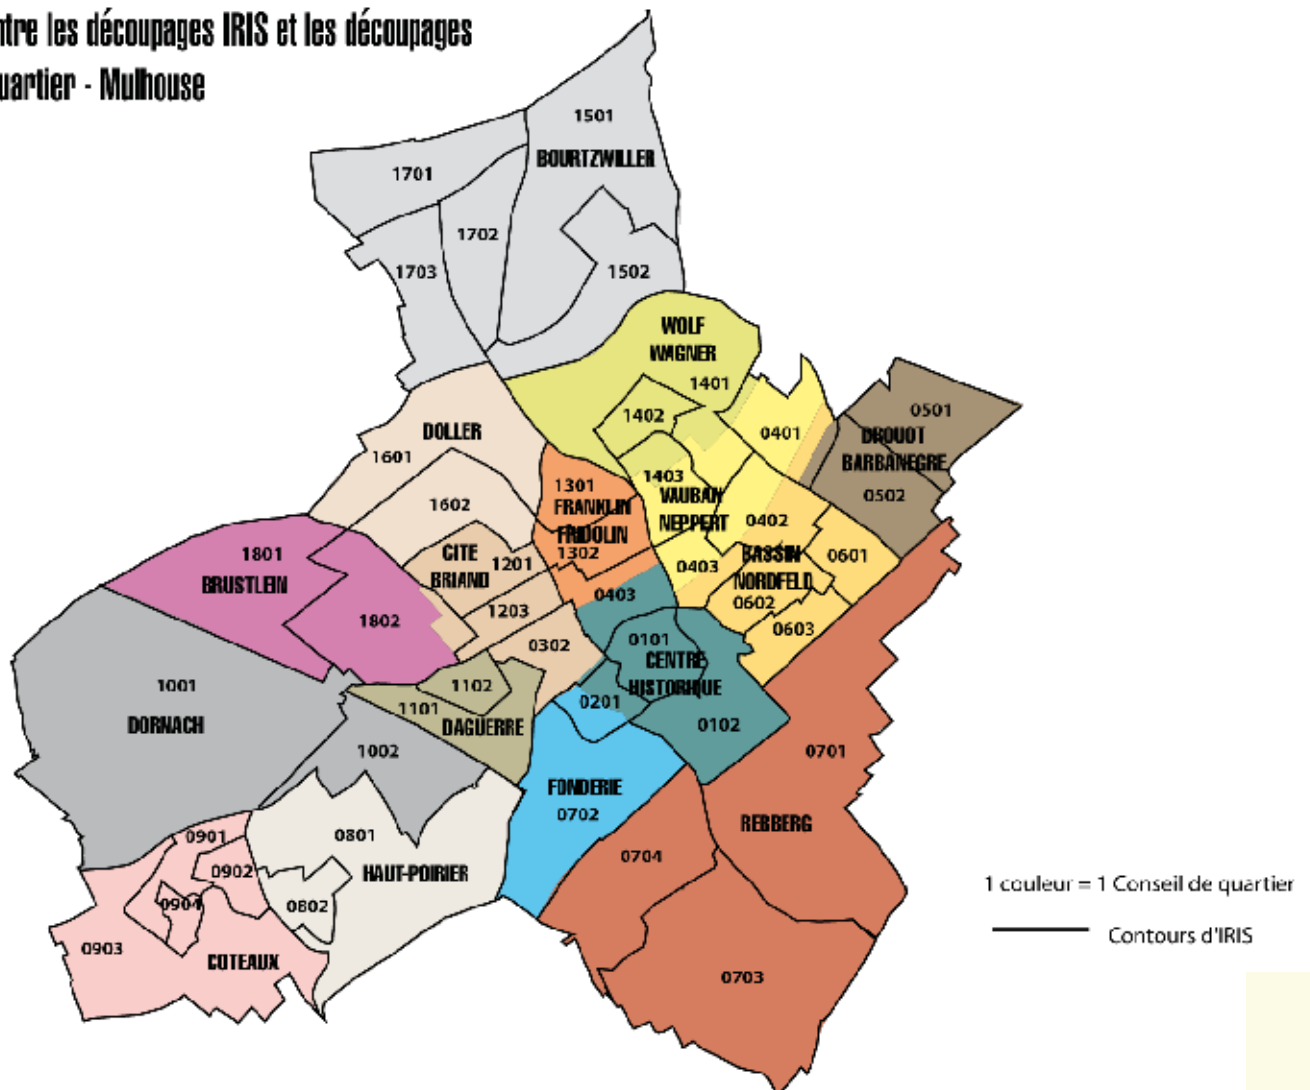 ntre les découpages IRIS et les découpages
uartier - Mulhouse
1501
BOURTZWILLER
1701
1702
1703
1502
WOLF
WAGNER
1401
1402
0401
0501
DROUOT
BARBANEGRE
0502
DOLLER
1601
1602
1301
FRANKLIN
FRIDOLIN
1302
1403
VAUBAN
NEPPERT
0402
0403
BASSIN
NORDFELD
0601
0602
0603
1801
BRUSTLEIN
1802
CITE
BRIAND
1201
1203
0403
0302
0101
CENTRE
HISTORIQUE
0201
0102
1001
DORNACH
1102
1101
DAGUERRE
1002
0701
FONDERIE
0702
REBBERG
0704
0703
0801
HAUT-POIRIER
0802
0901
0902
0904
0903
COTEAUX
1 couleur = 1 Conseil de quartier
Contours d'IRIS